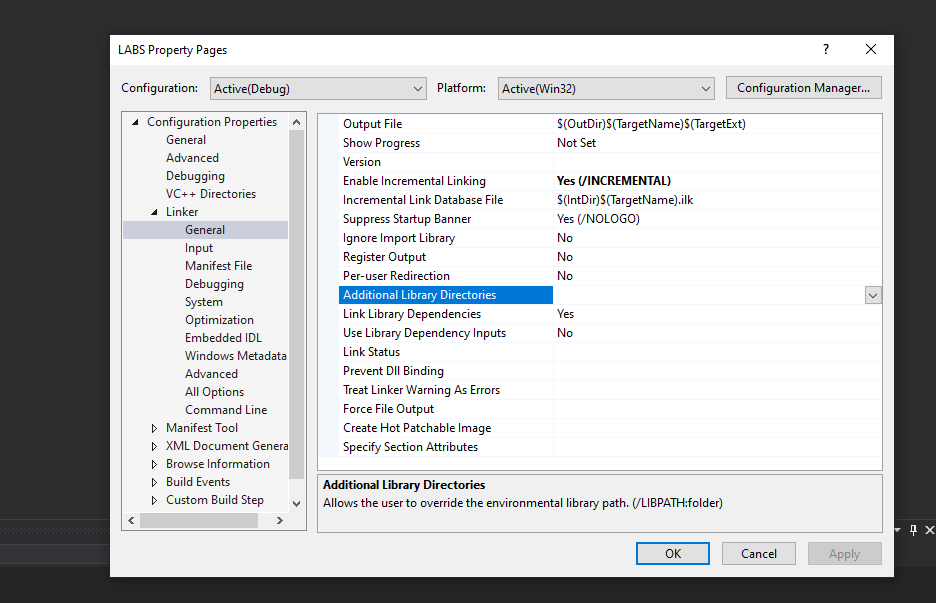 LABS Property Pages
?
Configuration: Active(Debug) Platform: Active(Win32) Configuration Manager...
Configuration Properties
General
Advanced
Debugging
VC++ Directories
Linker
General
Input
Manifest File
Debugging
System
Optimization
Embedded IDL
Windows Metadata
Advanced
All Options
Command Line
Manifest Tool
XML Document Genera
Browse Information
Build Events
Custom Build Step
Output File $(OutDir)$(TargetName)$(TargetExt)
Show Progress Not Set
Version
Enable Incremental Linking Yes (/INCREMENTAL)
Incremental Link Database File $(IntDir)$(TargetName).ilk
Suppress Startup Banner Yes (/NOLOGO)
Ignore Import Library No
Register Output No
Per-user Redirection No
Additional Library Directories
Link Library Dependencies Yes
Use Library Dependency Inputs No
Link Status
Prevent Dll Binding
Treat Linker Warning As Errors
Force File Output
Create Hot Patchable Image
Specify Section Attributes
Additional Library Directories
Allows the user to override the environmental library path. (/LIBPATH:folder)
OK Cancel Apply